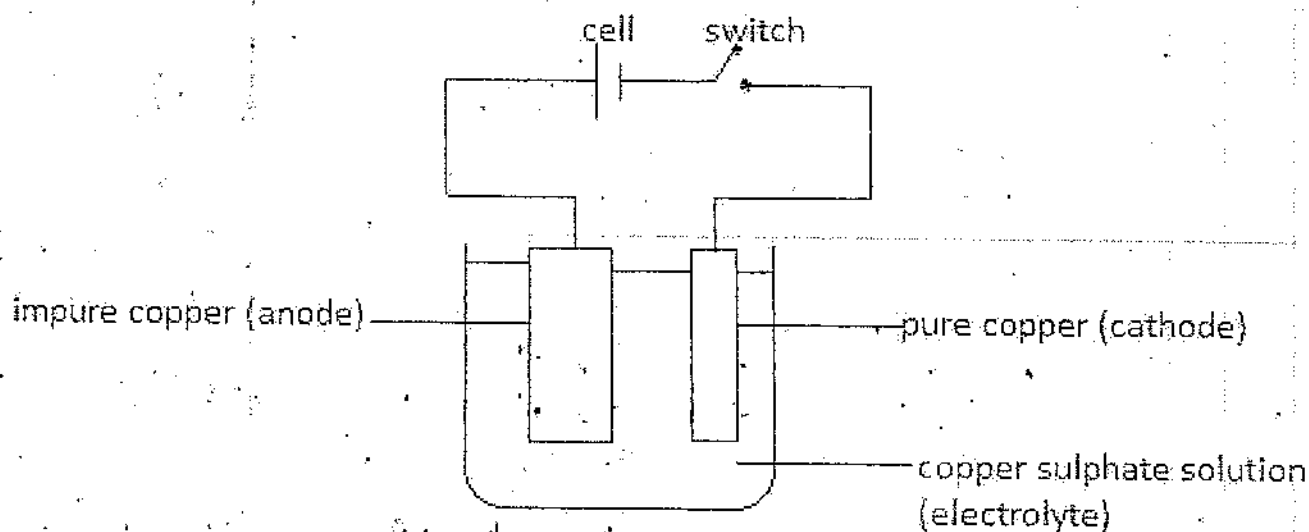 cell switch
impure copper (anode)
pure copper (cathode)
copper sulphate solution
(electrolyte)